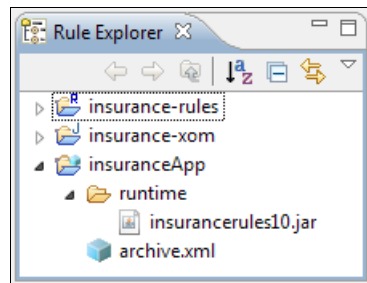 Rule Explorer
insurance-rules
insurance-xom
insuranceApp
runtime
insurancerules10.jar
archive.xml